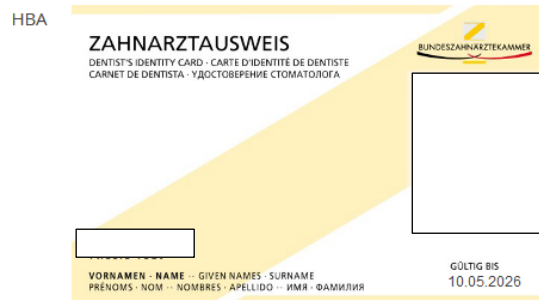 HBA
ZAHNARZTAUSWEIS
DENTIST'S IDENTITY CARD · CARTE D'IDENTITÉ DE DENTISTE
CARNET DE DENTISTA · УДОСТОВЕРЕНИЕ СТОМАТОЛОГА
BUNDESZAHNÄRZTEKAMMER
VORNAMEN · NAME ·· GIVEN NAMES · SURNAME
PRÉNOMS · NOM ·· NOMBRES · APELLIDO ·· ИМЯ · ФАМИЛИЯ
GÜLTIG BIS
10.05.2026